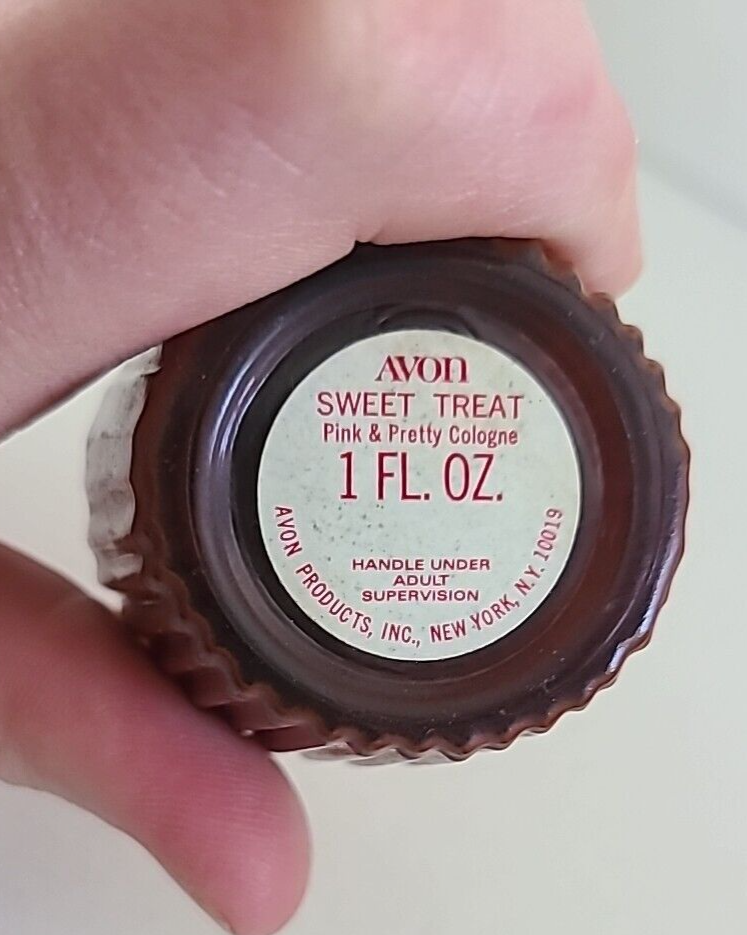 AVON
SWEET TREAT
Pink & Pretty Cologne
1 FL. OZ.
HANDLE UNDER
ADULT
SUPERVISION
AVON PRODUCTS, INC., NEW YORK, N.Y. 10019